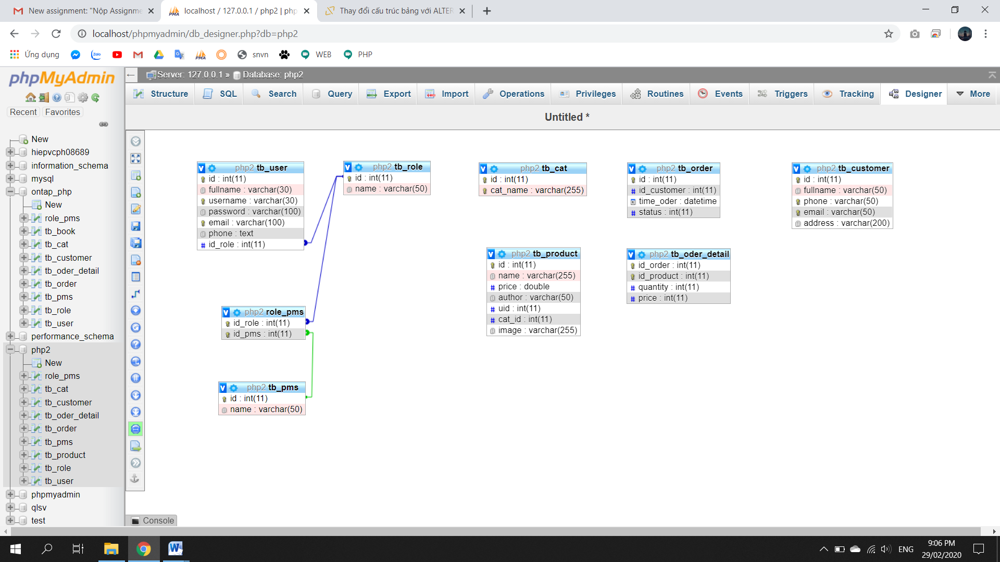 New assignment: "Nộp Assignme
localhost / 127.0.0.1 / php2 | php
Thay đổi cấu trúc bảng với ALTER
localhost/phpmyadmin/db_designer.php?db=php2
Ứng dụng
Zalo
PMA
snvn
WEB
PHP
phpMyAdmin
Recent
Favorites
New
hiepvcph08689
information_schema
mysql
ontap_php
New
role_pms
tb_book
tb_cat
tb_customer
tb_oder_detail
tb_order
tb_pms
tb_role
tb_user
performance_schema
php2
New
role_pms
tb_cat
tb_customer
tb_oder_detail
tb_order
tb_pms
tb_product
tb_role
tb_user
phpmyadmin
qlsv
test
Server: 127.0.0.1 » Database: php2
Structure
SQL
Search
Query
Export
Import
Operations
Privileges
Routines
Events
Triggers
Tracking
Designer
More
Untitled *
php2 tb_user
id : int(11)
fullname : varchar(30)
username : varchar(30)
password : varchar(100)
email : varchar(100)
phone : text
id_role : int(11)
php2 tb_role
id : int(11)
name : varchar(50)
php2 tb_cat
id : int(11)
cat_name : varchar(255)
php2 tb_order
id : int(11)
id_customer : int(11)
time_oder : datetime
status : int(11)
php2 tb_customer
id : int(11)
fullname : varchar(50)
phone : varchar(50)
email : varchar(50)
address : varchar(200)
php2 tb_product
id : int(11)
name : varchar(255)
price : double
author : varchar(50)
uid : int(11)
cat_id : int(11)
image : varchar(255)
php2 tb_oder_detail
id_order : int(11)
id_product : int(11)
quantity : int(11)
price : int(11)
php2 role_pms
id_role : int(11)
id_pms : int(11)
php2 tb_pms
id : int(11)
name : varchar(50)
Console
ENG
9:06 PM
29/02/2020